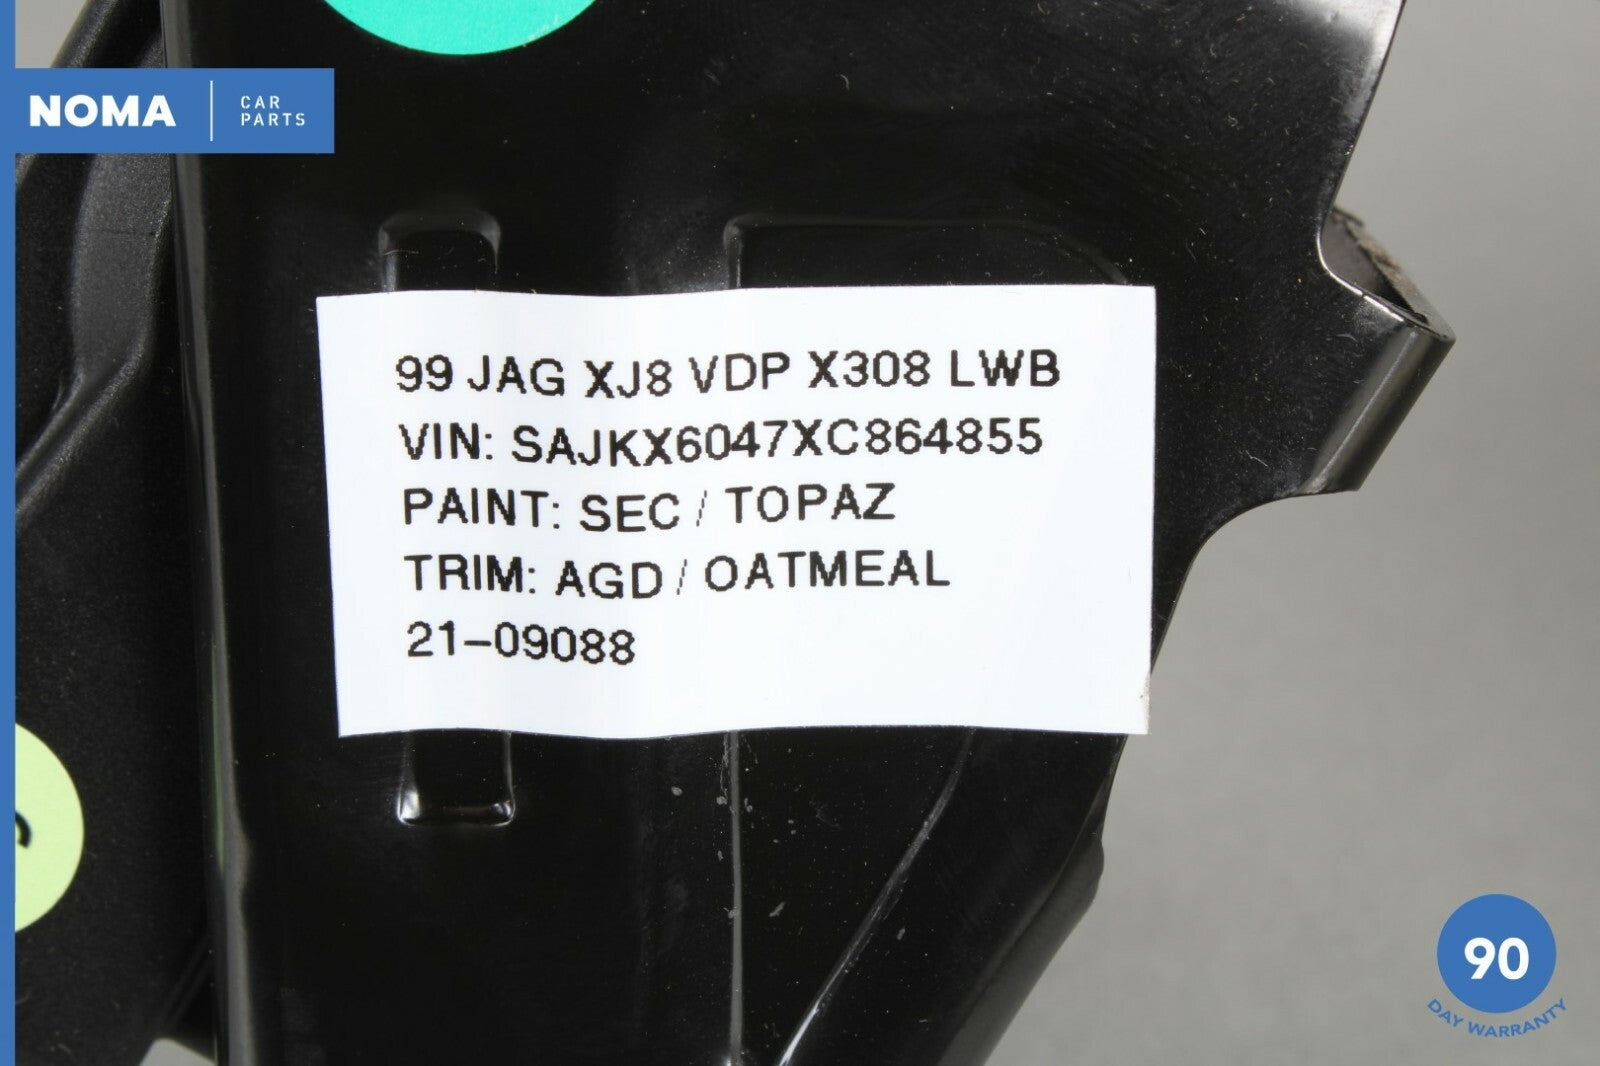 NOMA
CAR
PARTS
99 JAG XJ8 VDP X308 LWB
VIN: SAJKX6047XC864855
PAINT: SEC / TOPAZ
TRIM: AGD / OATMEAL
21-09088
90
DAY WARRANTY